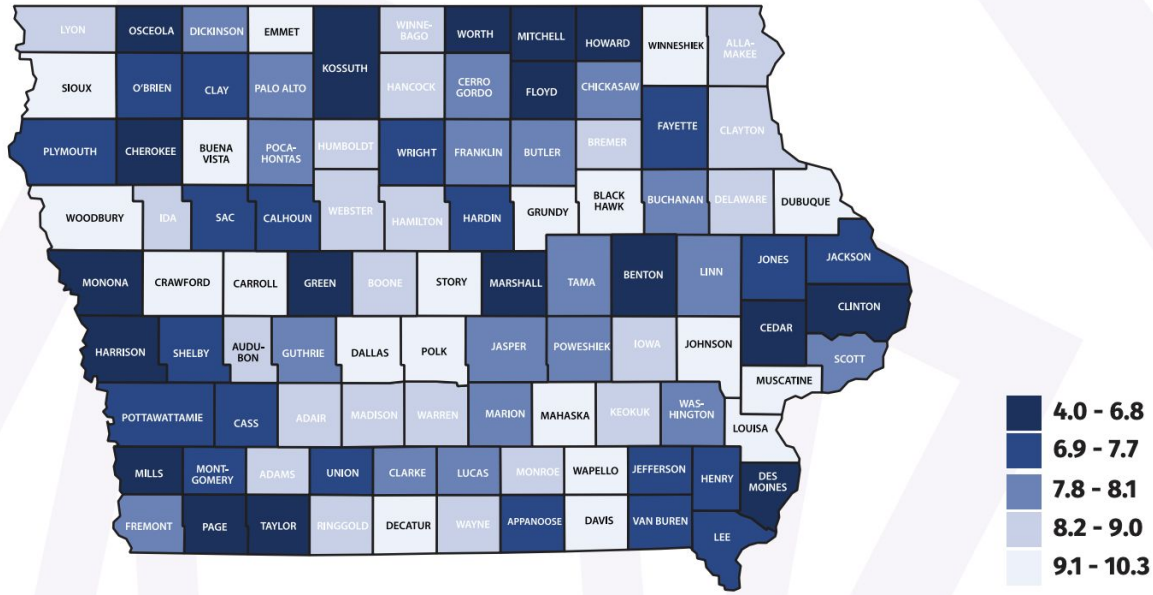 LYON
OSCEOLA
DICKINSON
EMMET
KOSSUTH
WINNE-
BAGO
WORTH
MITCHELL
HOWARD
WINNESHIEK
ALLA-
MAKEE
SIOUX
O'BRIEN
CLAY
PALO ALTO
HANCOCK
CERRO
GORDO
FLOYD
CHICKASAW
FAYETTE
CLAYTON
PLYMOUTH
CHEROKEE
BUENA
VISTA
POCA-
HONTAS
HUMBOLDT
WRIGHT
FRANKLIN
BUTLER
BREMER
WOODBURY
IDA
SAC
CALHOUN
WEBSTER
HAMILTON
HARDIN
GRUNDY
BLACK
HAWK
BUCHANAN
DELAWARE
DUBUQUE
MONONA
CRAWFORD
CARROLL
GREEN
BOONE
STORY
MARSHALL
TAMA
BENTON
LINN
JONES
JACKSON
CLINTON
CEDAR
HARRISON
SHELBY
AUDU-
BON
GUTHRIE
DALLAS
POLK
JASPER
POWESHIEK
IOWA
JOHNSON
SCOTT
MUSCATINE
POTTAWATTAMIE
CASS
ADAIR
MADISON
WARREN
MARION
MAHASKA
KEOKUK
WAS-
HINGTON
LOUISA
MILLS
MONT-
GOMERY
ADAMS
UNION
CLARKE
LUCAS
MONROE
WAPELLO
JEFFERSON
HENRY
DES
MOINES
FREMONT
PAGE
TAYLOR
RINGGOLD
DECATUR
WAYNE
APPANOOSE
DAVIS
VAN BUREN
LEE
4.0 - 6.8
6.9 - 7.7
7.8 - 8.1
8.2 - 9.0
9.1 - 10.3